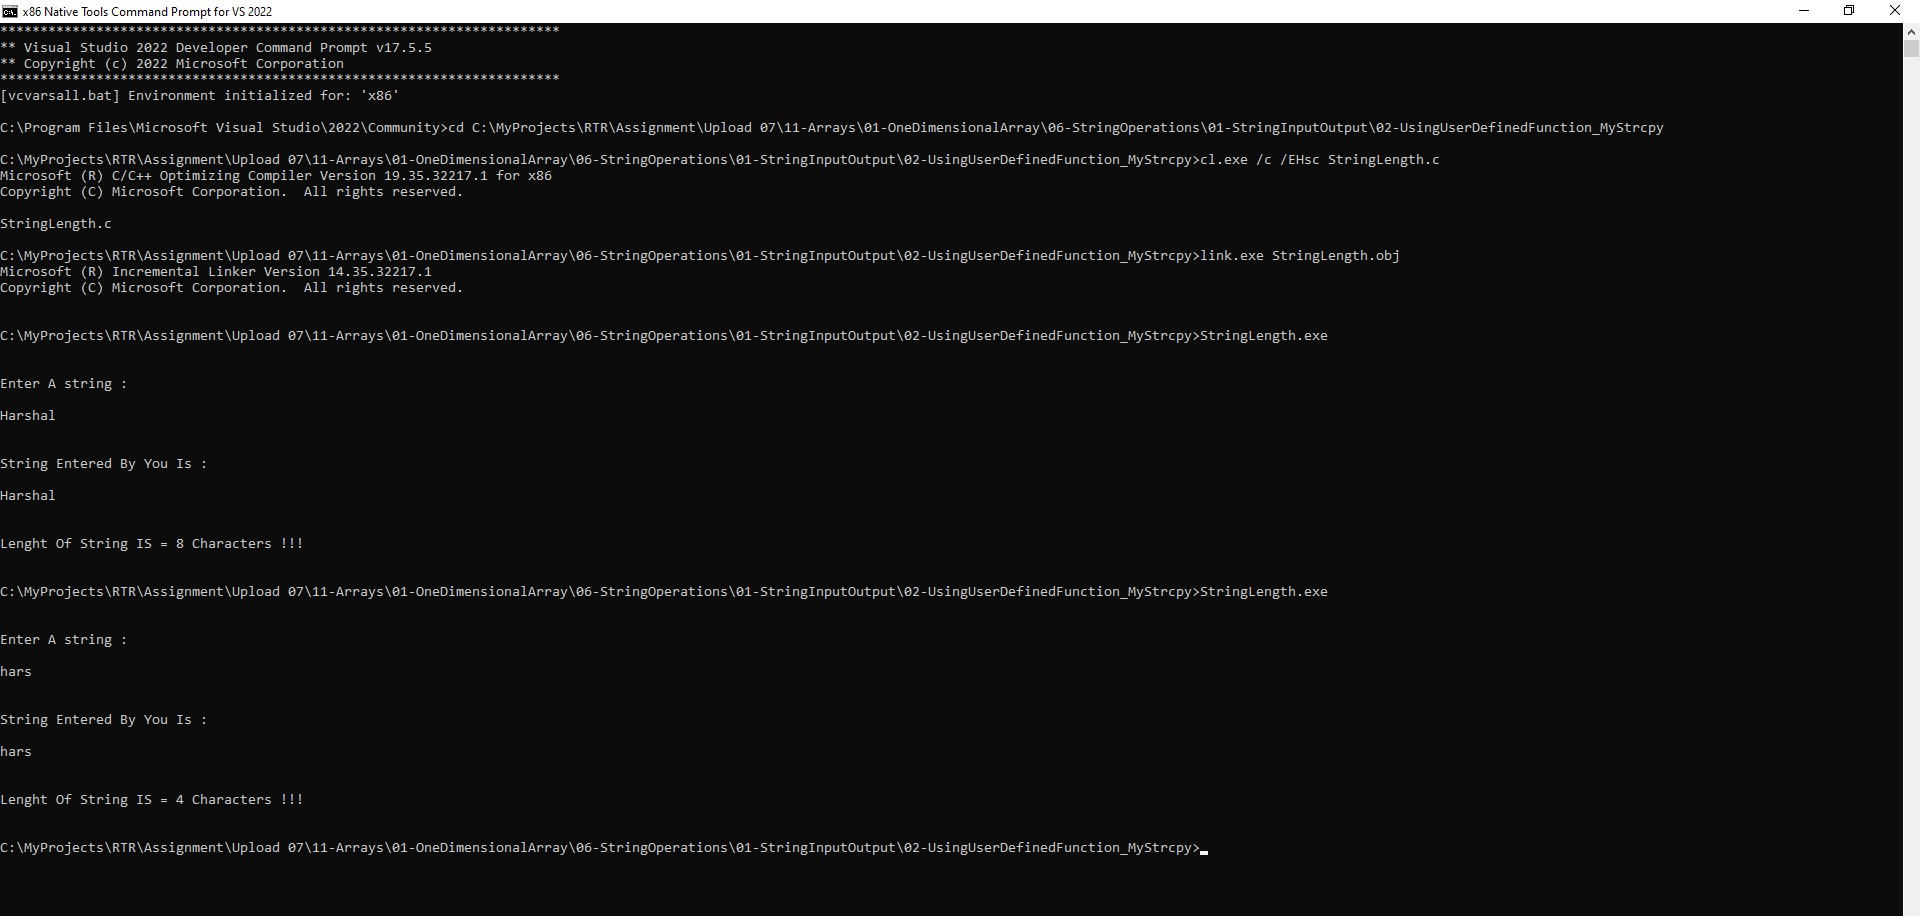 x86 Native Tools Command Prompt for VS 2022
**********************************************************************
** Visual Studio 2022 Developer Command Prompt v17.5.5
** Copyright (c) 2022 Microsoft Corporation
**********************************************************************
[vcvarsall.bat] Environment initialized for: 'x86'
C:\Program Files\Microsoft Visual Studio\2022\Community>cd C:\MyProjects\RTR\Assignment\Upload 07\11-Arrays\01-OneDimensionalArray\06-StringOperations\01-StringInputOutput\02-UsingUserDefinedFunction_MyStrcpy
C:\MyProjects\RTR\Assignment\Upload 07\11-Arrays\01-OneDimensionalArray\06-StringOperations\01-StringInputOutput\02-UsingUserDefinedFunction_MyStrcpy>cl.exe /c /EHsc StringLength.c
Microsoft (R) C/C++ Optimizing Compiler Version 19.35.32217.1 for x86
Copyright (C) Microsoft Corporation.  All rights reserved.
StringLength.c
C:\MyProjects\RTR\Assignment\Upload 07\11-Arrays\01-OneDimensionalArray\06-StringOperations\01-StringInputOutput\02-UsingUserDefinedFunction_MyStrcpy>link.exe StringLength.obj
Microsoft (R) Incremental Linker Version 14.35.32217.1
Copyright (C) Microsoft Corporation.  All rights reserved.
C:\MyProjects\RTR\Assignment\Upload 07\11-Arrays\01-OneDimensionalArray\06-StringOperations\01-StringInputOutput\02-UsingUserDefinedFunction_MyStrcpy>StringLength.exe
Enter A string :
Harshal
String Entered By You Is :
Harshal
Lenght Of String IS = 8 Characters !!!
C:\MyProjects\RTR\Assignment\Upload 07\11-Arrays\01-OneDimensionalArray\06-StringOperations\01-StringInputOutput\02-UsingUserDefinedFunction_MyStrcpy>StringLength.exe
Enter A string :
hars
String Entered By You Is :
hars
Lenght Of String IS = 4 Characters !!!
C:\MyProjects\RTR\Assignment\Upload 07\11-Arrays\01-OneDimensionalArray\06-StringOperations\01-StringInputOutput\02-UsingUserDefinedFunction_MyStrcpy>